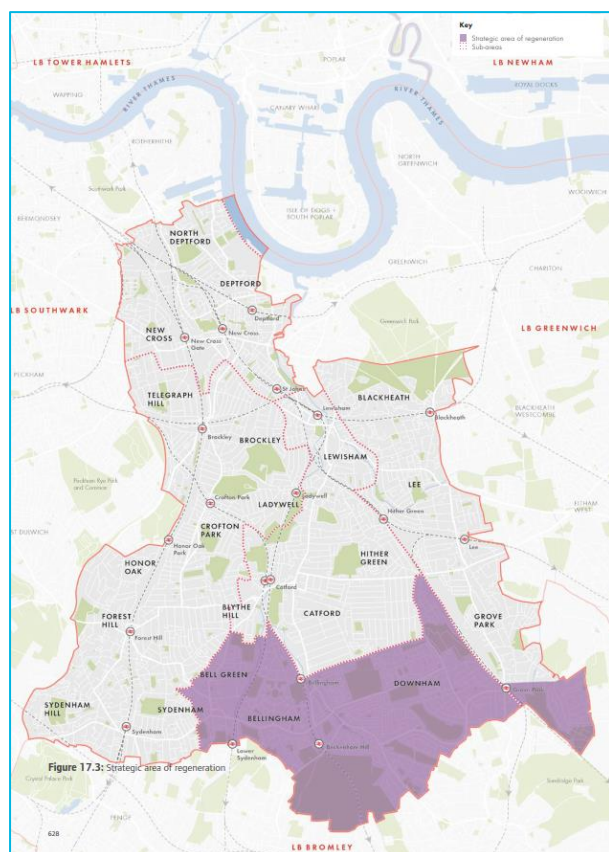 Key
Strategic area of regeneration
Sub-areas
LB TOWER HAMLETS
POPLAR
LB NEWHAM
RIVER THAMES
RIVER THAMES
ROYAL DOCKS
WAPPING
CANARY WHARF
ROTHERHITHE
NORTH
GREENWICH
Southwark Park
WOOLWICH
BERMONDSEY
ISLE OF DOGS +
SOUTH POPLAR
NORTH
DEPTFORD
GREENWICH
CHARLTON
DEPTFORD
LB SOUTHWARK
Deptford
Greenwich Park
LB GREENWICH
NEW
CROSS
New Cross
New Cross
Gate
PECKHAM
St Johns
TELEGRAPH
HILL
BLACKHEATH
Lewisham
Blackheath
BLACKHEATH
WESTCOMBE
Brockley
BROCKLEY
LEWISHAM
Peckham Rye Park
and Common
LEE
ELTHAM
WEST
Ladywell
LADYWELL
Crofton Park
Hither Green
CROFTON
PARK
ST DULWICH
Honor Oak
Park
Lee
HONOR
OAK
HITHER
GREEN
Catford
BLYTHE
HILL
CATFORD
GROVE
PARK
FOREST
HILL
Forest Hill
BELL GREEN
Bellingham
DOWNHAM
Grove Park
SYDENHAM
HILL
SYDENHAM
BELLINGHAM
Sydenham
Lower
Sydenham
Beckenham Hill
Figure 17.3: Strategic area of regeneration
Crystal Palace Park
Sundridge Park
PENGE
628
LB BROMLEY